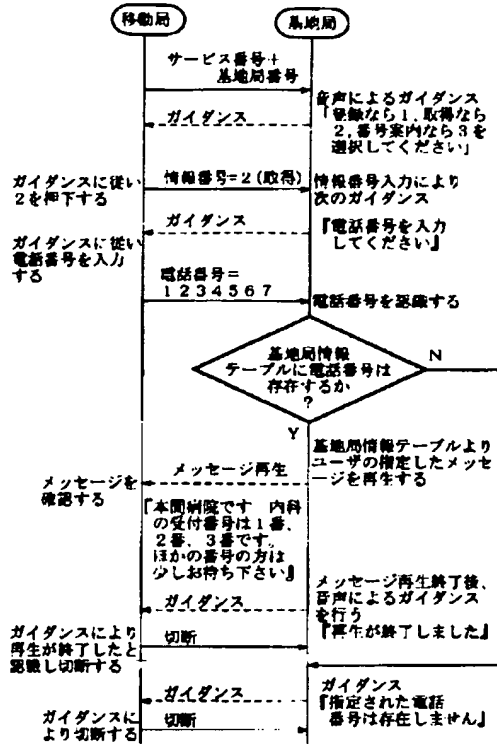 移動局
基地局
サービス番号+
基地局番号
ガイダンス
音声によるガイダンス
「登録なら1、取得なら
2、番号案内なら3を
選択してください」
ガイダンスに従い
2を押下する
情報番号=2(取得)
情報番号入力により
次のガイダンス
ガイダンス
『電話番号を入力
してください』
ガイダンスに従い
電話番号を入力
する
電話番号=
1234567
電話番号を認識する
基地局情報
テーブルに電話番号は
存在するか
?
N
Y
基地局情報テーブルより
ユーザの指定したメッセ
ージを再生する
メッセージ再生
メッセージを
確認する
『本間病院です 内科
の受付番号は1番、
2番、3番です。
ほかの番号の方は
少しお待ち下さい』
メッセージ再生終了後、
音声によるガイダンス
を行う
『再生が終了しました』
ガイダンス
ガイダンスにより
再生が終了したと
認識し切断する
切断
ガイダンス
ガイダンス
『指定された電話
番号は存在しません』
ガイダンスに
より切断する
切断